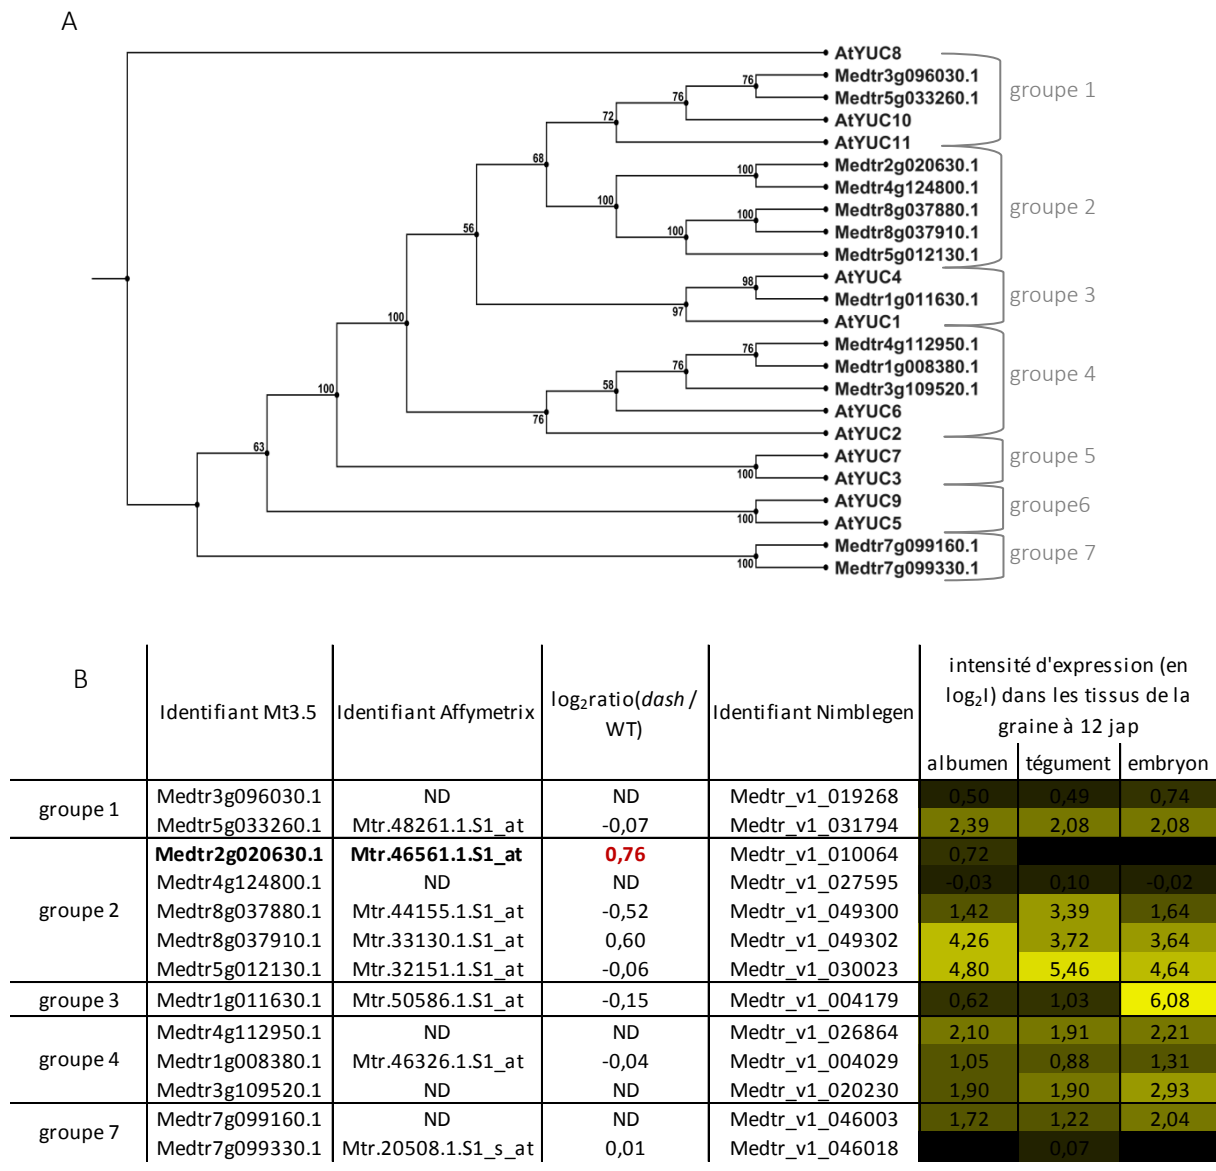 A
AtYUC8
Medtr3g096030.1
Medtr5g033260.1
AtYUC10
AtYUC11
Medtr2g020630.1
Medtr4g124800.1
Medtr8g037880.1
Medtr8g037910.1
Medtr5g012130.1
AtYUC4
Medtr1g011630.1
AtYUC1
Medtr4g112950.1
Medtr1g008380.1
Medtr3g109520.1
AtYUC6
AtYUC2
AtYUC7
AtYUC3
AtYUC9
AtYUC5
Medtr7g099160.1
Medtr7g099330.1
76
76
72
68
100
100
100
100
56
98
97
100
76
76
58
76
100
100
63
100
100
groupe 1
groupe 2
groupe 3
groupe 4
groupe 5
groupe6
groupe 7
B
Identifiant Mt3.5 Identifiant Affymetrix log₂ratio(dash / WT) Identifiant Nimblegen intensité d'expression (en
log₂I) dans les tissus de la
graine à 12 jap
albumen tégument embryon
groupe 1 Medtr3g096030.1 ND ND Medtr_v1_019268 0,50 0,49 0,74
Medtr5g033260.1 Mtr.48261.1.S1_at -0,07 Medtr_v1_031794 2,39 2,08 2,08
groupe 2 Medtr2g020630.1 Mtr.46561.1.S1_at 0,76 Medtr_v1_010064 0,72
Medtr4g124800.1 ND ND Medtr_v1_027595 -0,03 0,10 -0,02
Medtr8g037880.1 Mtr.44155.1.S1_at -0,52 Medtr_v1_049300 1,42 3,39 1,64
Medtr8g037910.1 Mtr.33130.1.S1_at 0,60 Medtr_v1_049302 4,26 3,72 3,64
Medtr5g012130.1 Mtr.32151.1.S1_at -0,06 Medtr_v1_030023 4,80 5,46 4,64
groupe 3 Medtr1g011630.1 Mtr.50586.1.S1_at -0,15 Medtr_v1_004179 0,62 1,03 6,08
groupe 4 Medtr4g112950.1 ND ND Medtr_v1_026864 2,10 1,91 2,21
Medtr1g008380.1 Mtr.46326.1.S1_at -0,04 Medtr_v1_004029 1,05 0,88 1,31
Medtr3g109520.1 ND ND Medtr_v1_020230 1,90 1,90 2,93
groupe 7 Medtr7g099160.1 ND ND Medtr_v1_046003 1,72 1,22 2,04
Medtr7g099330.1 Mtr.20508.1.S1_s_at 0,01 Medtr_v1_046018 0,07